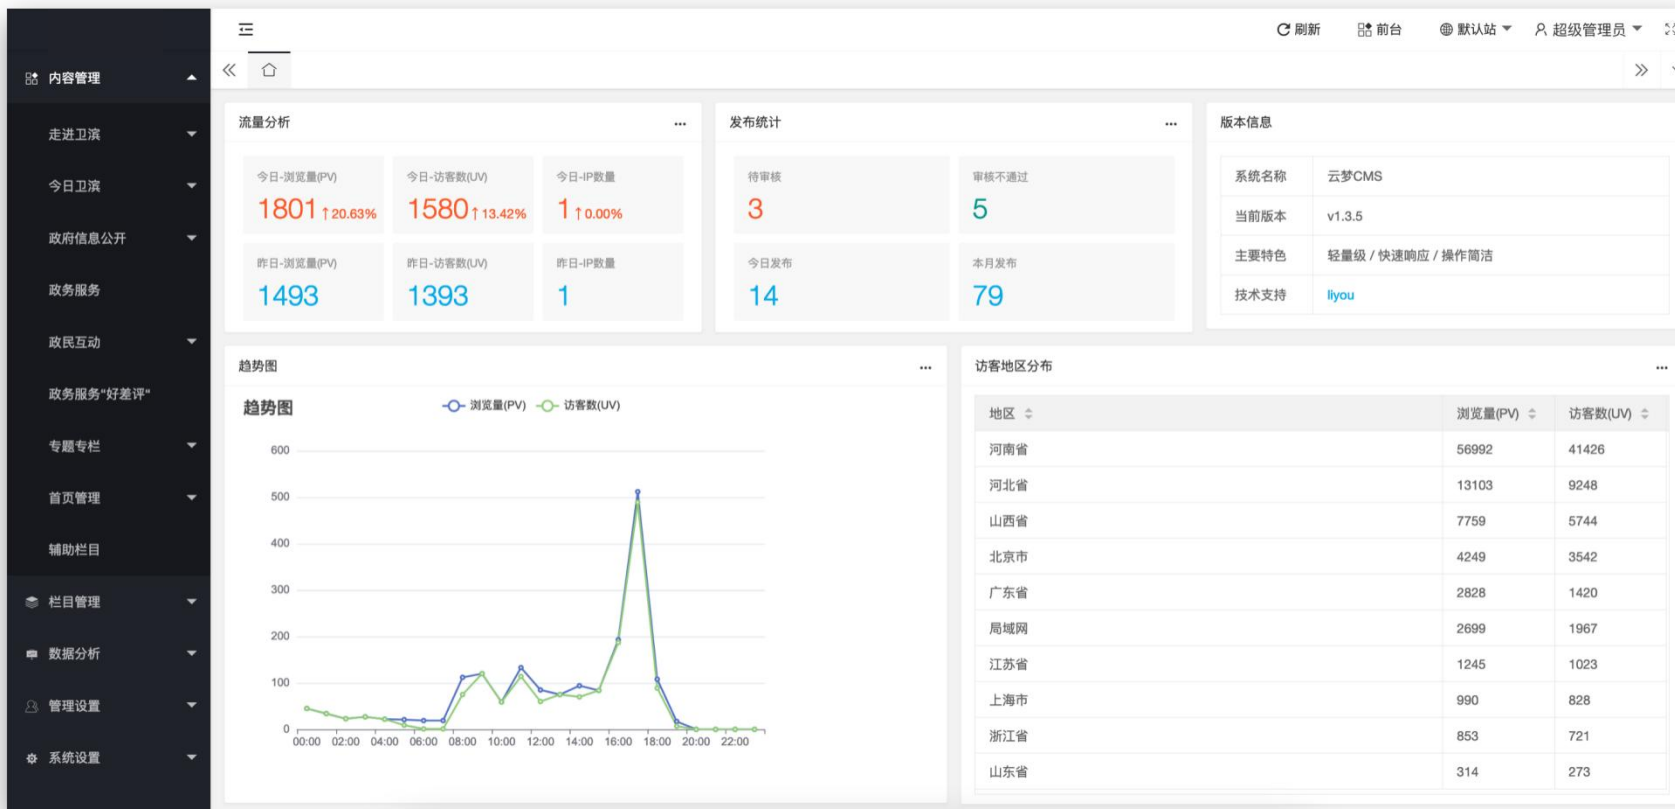 刷新 前台 默认站 超级管理员
内容管理
走进卫滨
今日卫滨
政府信息公开
政务服务
政民互动
政务服务"好差评"
专题专栏
首页管理
辅助栏目
栏目管理
数据分析
管理设置
系统设置
流量分析
今日-浏览量(PV) 今日-访客数(UV) 今日-IP数量
1801↑20.63% 1580↑13.42% 1↑0.00%
昨日-浏览量(PV) 昨日-访客数(UV) 昨日-IP数量
1493 1393 1
发布统计
待审核 审核不通过
3 5
今日发布 本月发布
14 79
版本信息
系统名称 云梦CMS
当前版本 v1.3.5
主要特色 轻量级 / 快速响应 / 操作简洁
技术支持 liyou
趋势图
趋势图 浏览量(PV) 访客数(UV)
600
500
400
300
200
100
0
00:00 02:00 04:00 06:00 08:00 10:00 12:00 14:00 16:00 18:00 20:00 22:00
访客地区分布
地区 浏览量(PV) 访客数(UV)
河南省 56992 41426
河北省 13103 9248
山西省 7759 5744
北京市 4249 3542
广东省 2828 1420
局域网 2699 1967
江苏省 1245 1023
上海市 990 828
浙江省 853 721
山东省 314 273